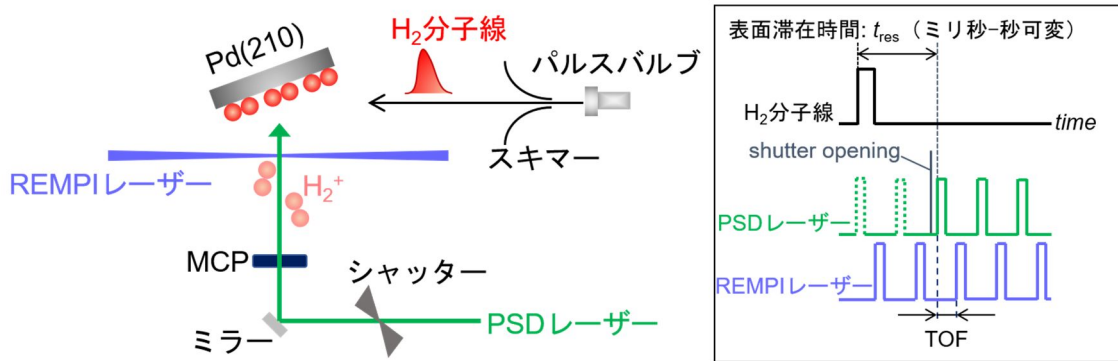 Pd(210)
H₂分子線
パルスバルブ
スキマー
REMPIレーザー
H₂⁺
MCP
シャッター
ミラー
PSDレーザー
表面滞在時間: tres（ミリ秒-秒可変）
H₂分子線
time
shutter opening
PSDレーザー
REMPIレーザー
TOF